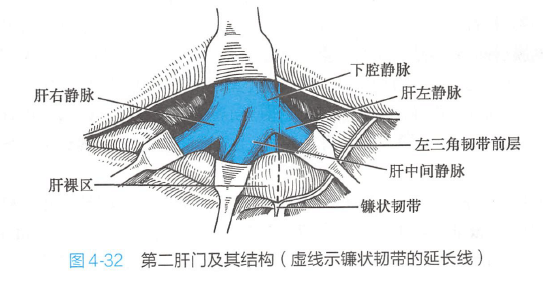 下腔静脉
肝右静脉
肝左静脉
左三角韧带前层
肝中间静脉
肝裸区
镰状韧带
图 4-32 第二肝门及其结构（虚线示镰状韧带的延长线）